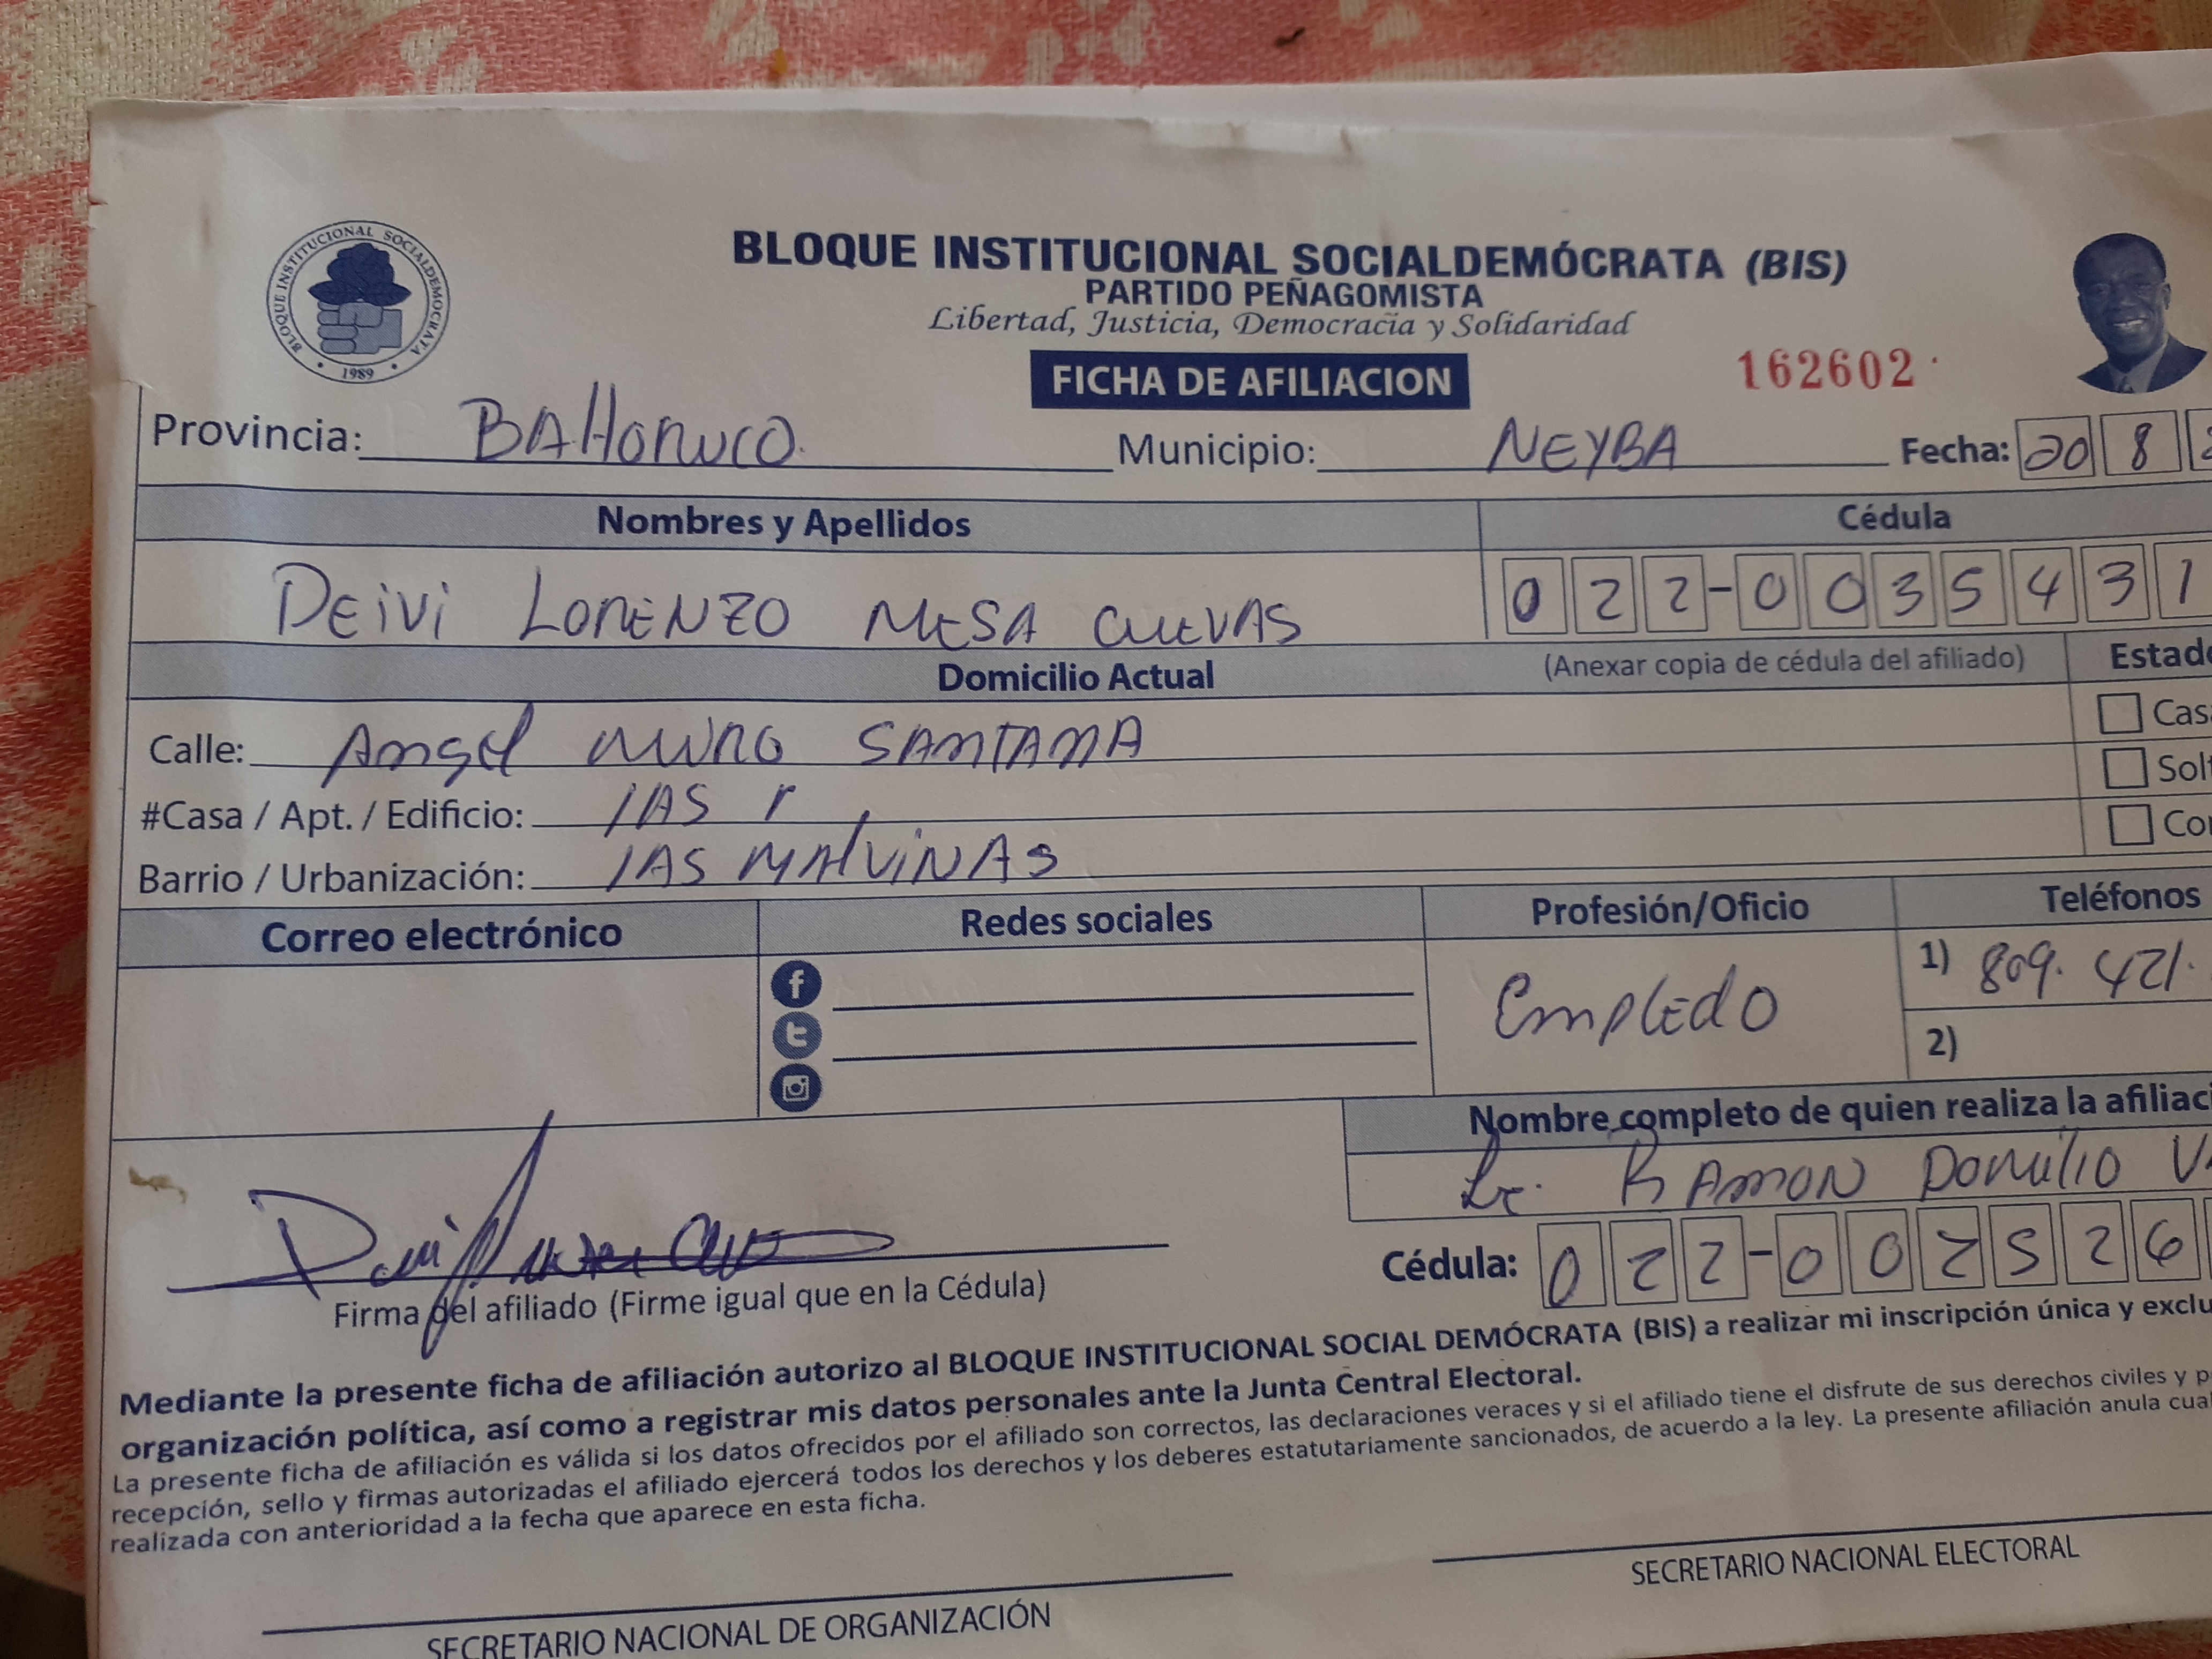 BLOQUE INSTITUCIONAL SOCIALDEMÓCRATA 1989
BLOQUE INSTITUCIONAL SOCIALDEMÓCRATA (BIS)
PARTIDO PEÑAGOMISTA
Libertad, Justicia, Democracia y Solidaridad
FICHA DE AFILIACION 162602
Provincia: BAHORUCO Municipio: NEYBA Fecha: 20 8
Nombres y Apellidos Cédula
DEIVI LORENZO MESA CUEVAS 022-0035431
Domicilio Actual (Anexar copia de cédula del afiliado)
Calle: Angel SANTANA
#Casa / Apt. / Edificio: IAS
Barrio / Urbanización: IAS MAlViNAS
Correo electrónico Redes sociales Profesión/Oficio Teléfonos
Empledo 1) 809. 421.
2)
Nombre completo de quien realiza la
RAMON DOMILIO
Cédula: 022-002526
Firma del afiliado (Firme igual que en la Cédula)
Mediante la presente ficha de afiliación autorizo al BLOQUE INSTITUCIONAL SOCIAL DEMÓCRATA (BIS) a realizar mi inscripción única y
organización política, así como a registrar mis datos personales ante la Junta Central Electoral.
La presente ficha de afiliación es válida si los datos ofrecidos por el afiliado son correctos, las declaraciones veraces y si el afiliado tiene el disfrute de sus derechos civiles y
recepción, sello y firmas autorizadas el afiliado ejercerá todos los derechos y los deberes estatutariamente sancionados, de acuerdo a la ley. La presente afiliación anula
realizada con anterioridad a la fecha que aparece en esta ficha.
SECRETARIO NACIONAL DE ORGANIZACIÓN SECRETARIO NACIONAL ELECTORAL